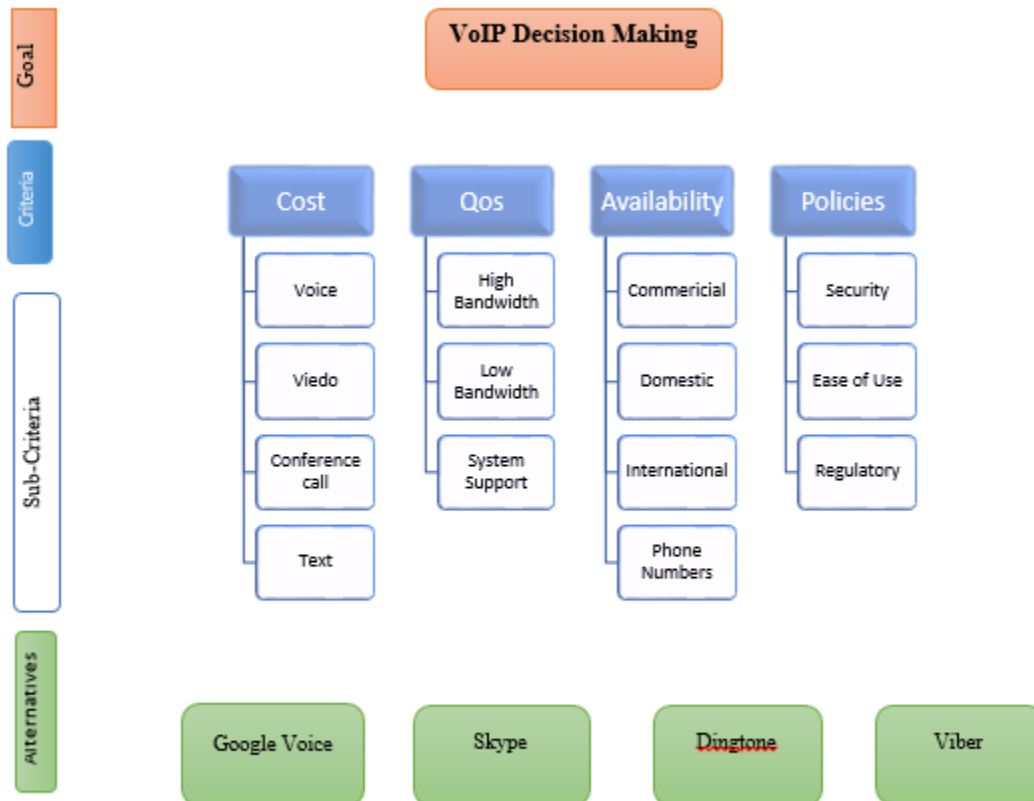 Goal
VoIP Decision Making
Criteria
Cost
Qos
Availability
Policies
Sub-Criteria
Voice
Viedo
Conference
call
Text
High
Bandwidth
Low
Bandwidth
System
Support
Commericial
Domestic
International
Phone
Numbers
Security
Ease of Use
Regulatory
Alternatives
Google Voice
Skype
Dingtone
Viber